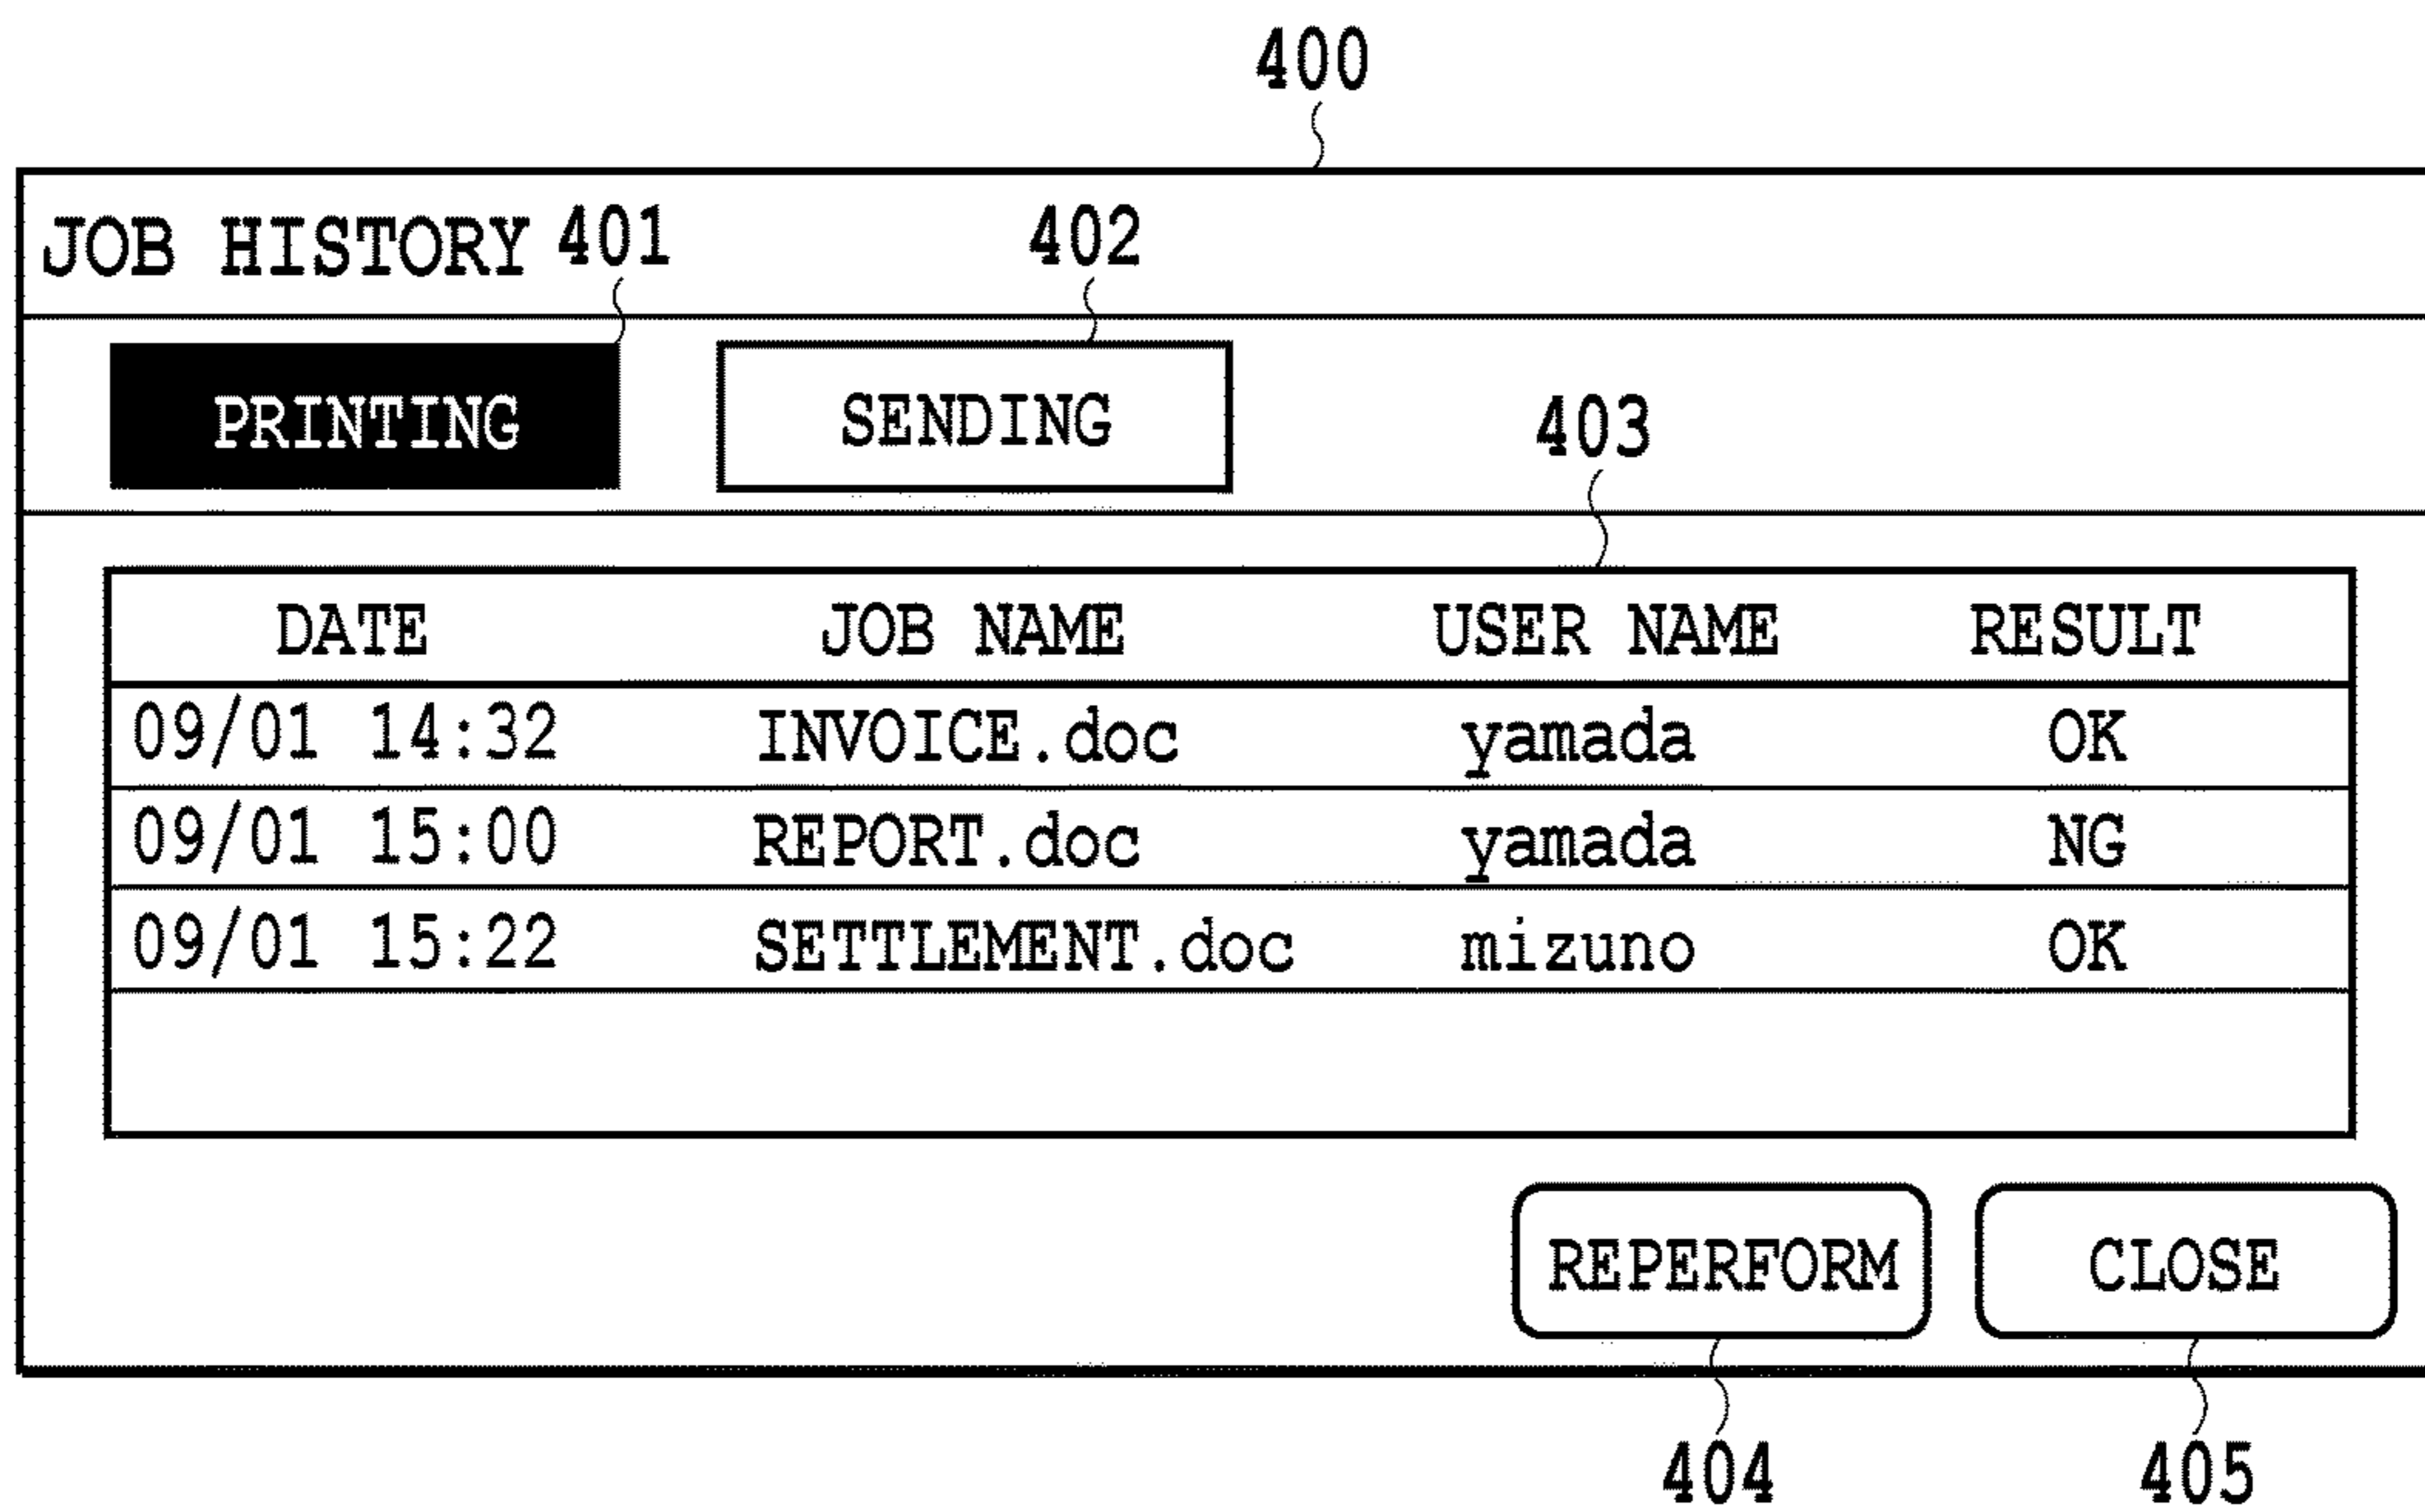 400
JOB HISTORY 401 402
PRINTING SENDING 403
DATE JOB NAME USER NAME RESULT
09/01 14:32 INVOICE.doc yamada OK
09/01 15:00 REPORT.doc yamada NG
09/01 15:22 SETTLEMENT.doc mizuno OK
REPERFORM CLOSE
404 405